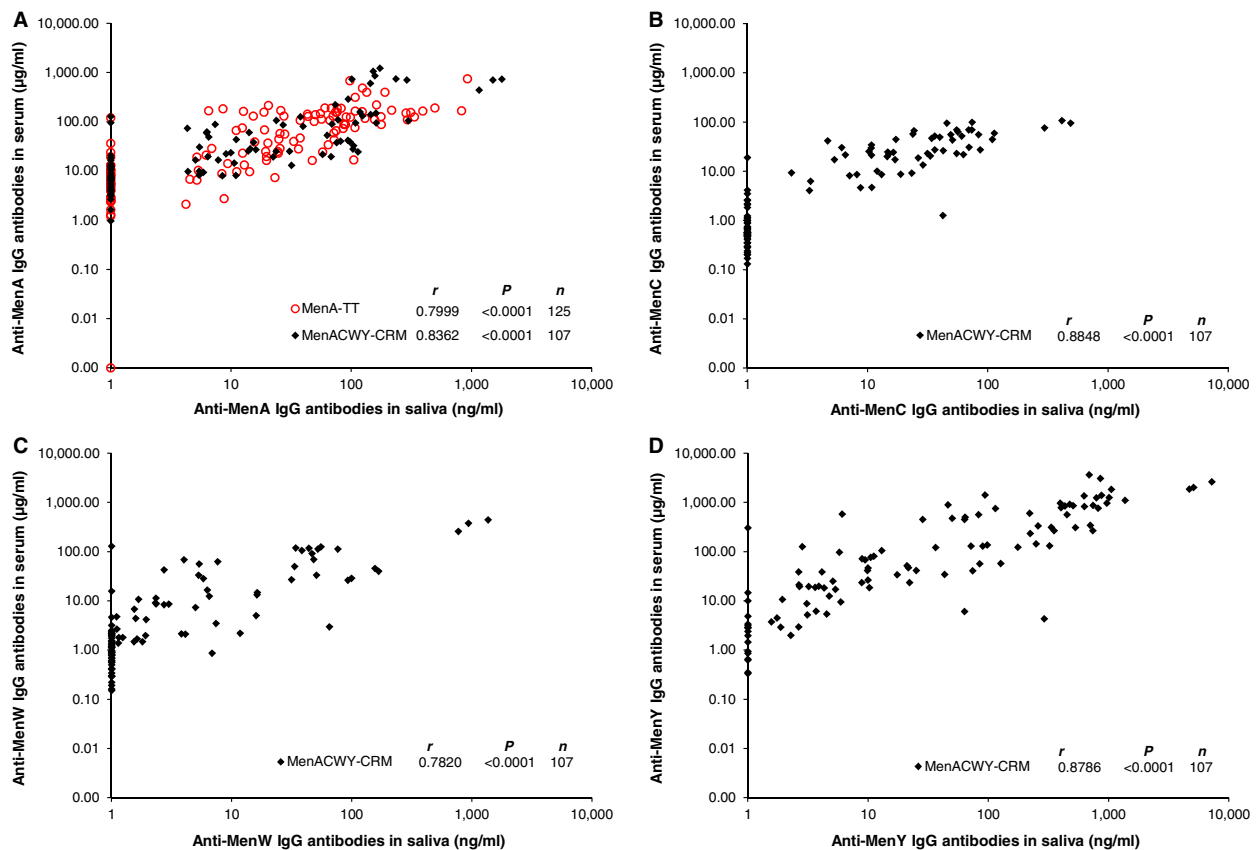 A
10,000.00
1,000.00
100.00
10.00
1.00
0.10
0.01
0.00
Anti-MenA IgG antibodies in serum (µg/ml)
r P n
MenA-TT 0.7999 <0.0001 125
MenACWY-CRM 0.8362 <0.0001 107
1 10 100 1,000 10,000
Anti-MenA IgG antibodies in saliva (ng/ml)
B
10,000.00
1,000.00
100.00
10.00
1.00
0.10
0.01
0.00
Anti-MenC IgG antibodies in serum (µg/ml)
r P n
MenACWY-CRM 0.8848 <0.0001 107
1 10 100 1,000 10,000
Anti-MenC IgG antibodies in saliva (ng/ml)
C
10,000.00
1,000.00
100.00
10.00
1.00
0.10
0.01
0.00
Anti-MenW IgG antibodies in serum (µg/ml)
r P n
MenACWY-CRM 0.7820 <0.0001 107
1 10 100 1,000 10,000
Anti-MenW IgG antibodies in saliva (ng/ml)
D
10,000.00
1,000.00
100.00
10.00
1.00
0.10
0.01
0.00
Anti-MenY IgG antibodies in serum (µg/ml)
r P n
MenACWY-CRM 0.8786 <0.0001 107
1 10 100 1,000 10,000
Anti-MenY IgG antibodies in saliva (ng/ml)